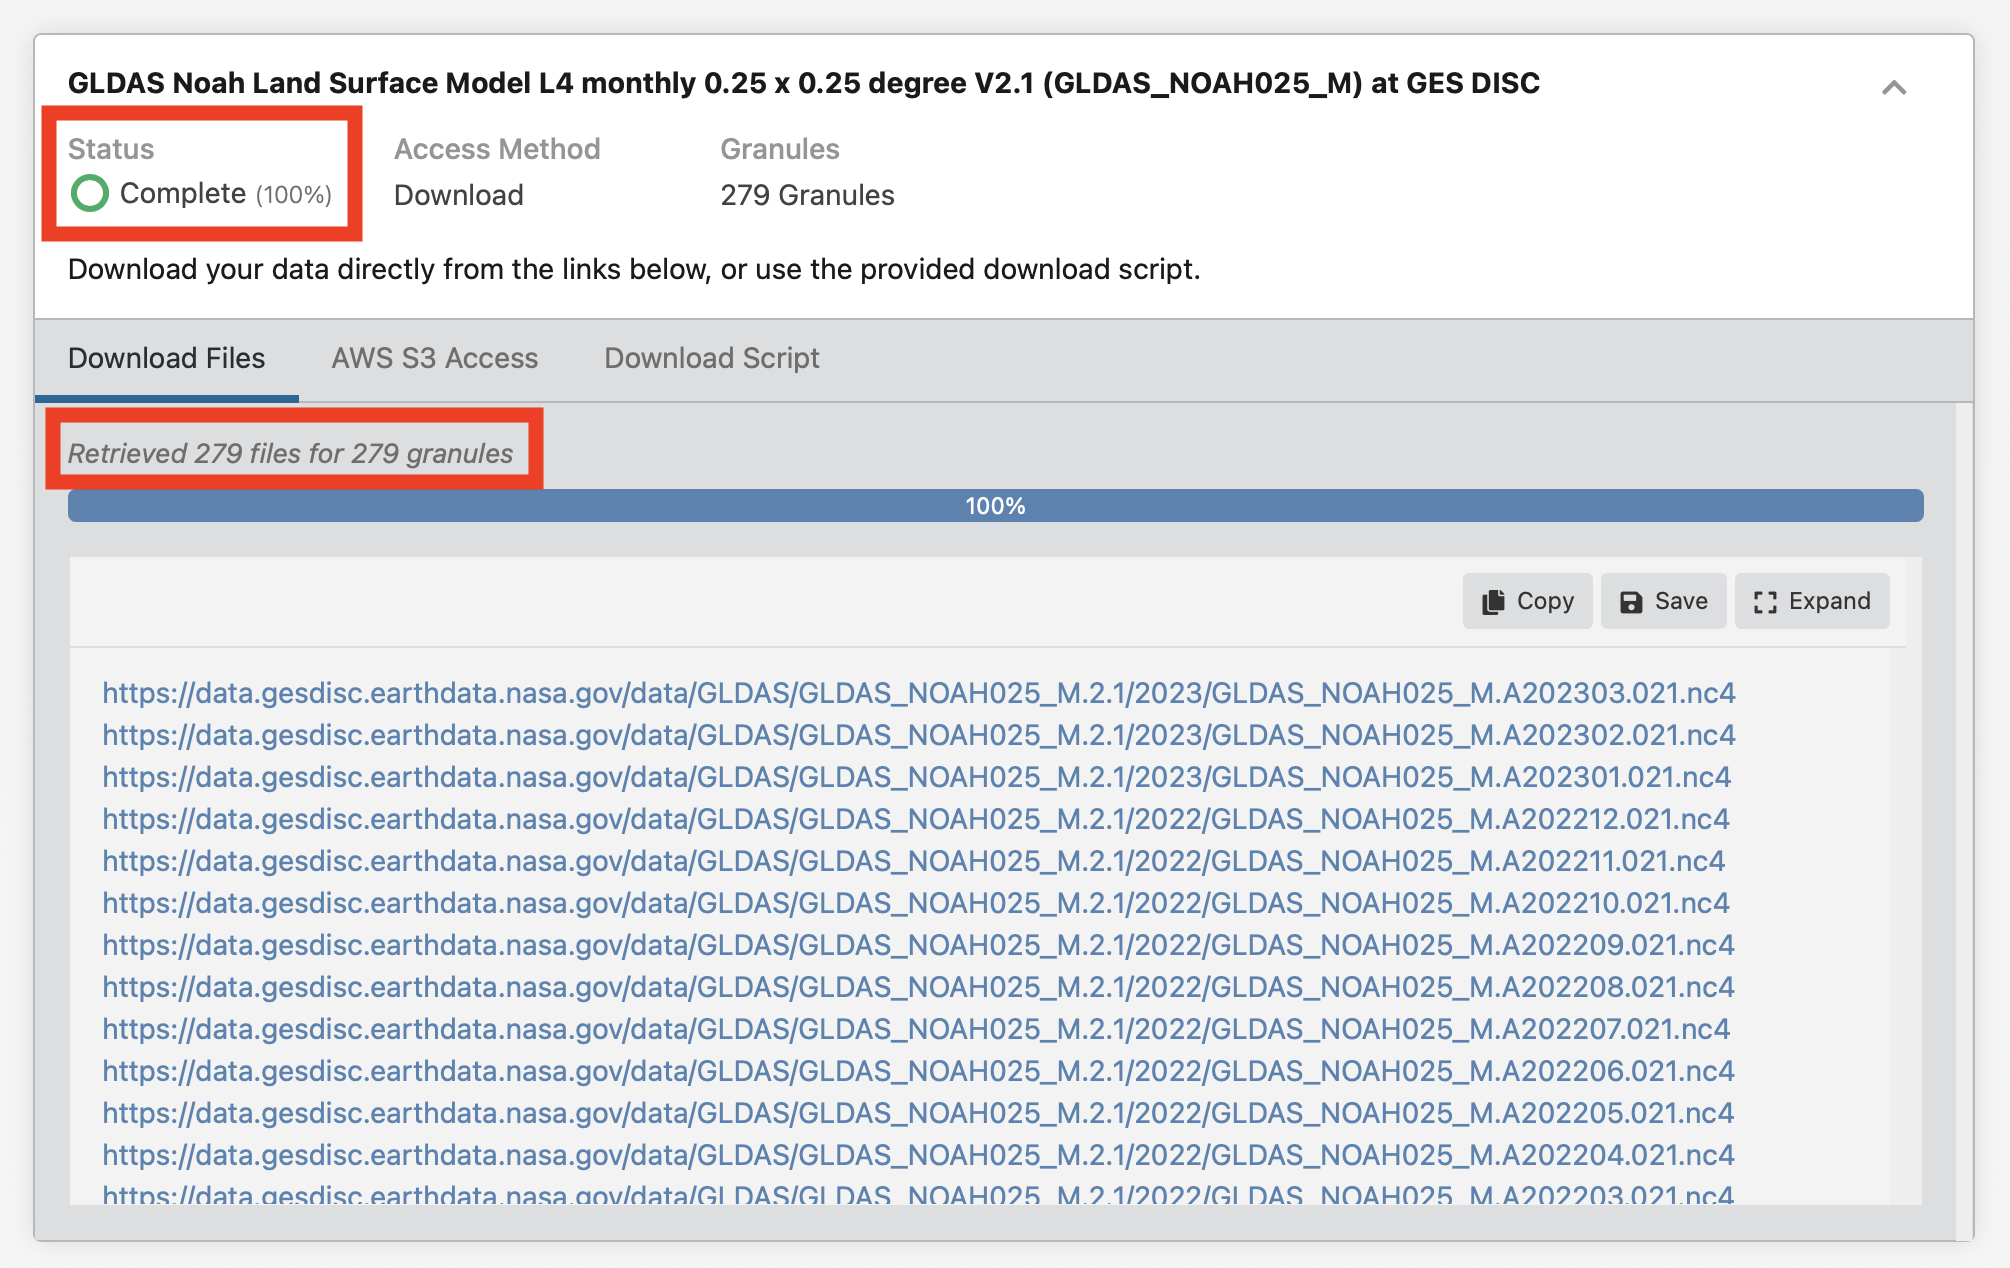 GLDAS Noah Land Surface Model L4 monthly 0.25 x 0.25 degree V2.1 (GLDAS_NOAH025_M) at GES DISC
Status Access Method Granules
Complete (100%) Download 279 Granules
Download your data directly from the links below, or use the provided download script.
Download Files AWS S3 Access Download Script
Retrieved 279 files for 279 granules
100%
Copy Save Expand
https://data.gesdisc.earthdata.nasa.gov/data/GLDAS/GLDAS_NOAH025_M.2.1/2023/GLDAS_NOAH025_M.A202303.021.nc4
https://data.gesdisc.earthdata.nasa.gov/data/GLDAS/GLDAS_NOAH025_M.2.1/2023/GLDAS_NOAH025_M.A202302.021.nc4
https://data.gesdisc.earthdata.nasa.gov/data/GLDAS/GLDAS_NOAH025_M.2.1/2023/GLDAS_NOAH025_M.A202301.021.nc4
https://data.gesdisc.earthdata.nasa.gov/data/GLDAS/GLDAS_NOAH025_M.2.1/2022/GLDAS_NOAH025_M.A202212.021.nc4
https://data.gesdisc.earthdata.nasa.gov/data/GLDAS/GLDAS_NOAH025_M.2.1/2022/GLDAS_NOAH025_M.A202211.021.nc4
https://data.gesdisc.earthdata.nasa.gov/data/GLDAS/GLDAS_NOAH025_M.2.1/2022/GLDAS_NOAH025_M.A202210.021.nc4
https://data.gesdisc.earthdata.nasa.gov/data/GLDAS/GLDAS_NOAH025_M.2.1/2022/GLDAS_NOAH025_M.A202209.021.nc4
https://data.gesdisc.earthdata.nasa.gov/data/GLDAS/GLDAS_NOAH025_M.2.1/2022/GLDAS_NOAH025_M.A202208.021.nc4
https://data.gesdisc.earthdata.nasa.gov/data/GLDAS/GLDAS_NOAH025_M.2.1/2022/GLDAS_NOAH025_M.A202207.021.nc4
https://data.gesdisc.earthdata.nasa.gov/data/GLDAS/GLDAS_NOAH025_M.2.1/2022/GLDAS_NOAH025_M.A202206.021.nc4
https://data.gesdisc.earthdata.nasa.gov/data/GLDAS/GLDAS_NOAH025_M.2.1/2022/GLDAS_NOAH025_M.A202205.021.nc4
https://data.gesdisc.earthdata.nasa.gov/data/GLDAS/GLDAS_NOAH025_M.2.1/2022/GLDAS_NOAH025_M.A202204.021.nc4
https://data.gesdisc.earthdata.nasa.gov/data/GLDAS/GLDAS_NOAH025_M.2.1/2022/GLDAS_NOAH025_M.A202203.021.nc4